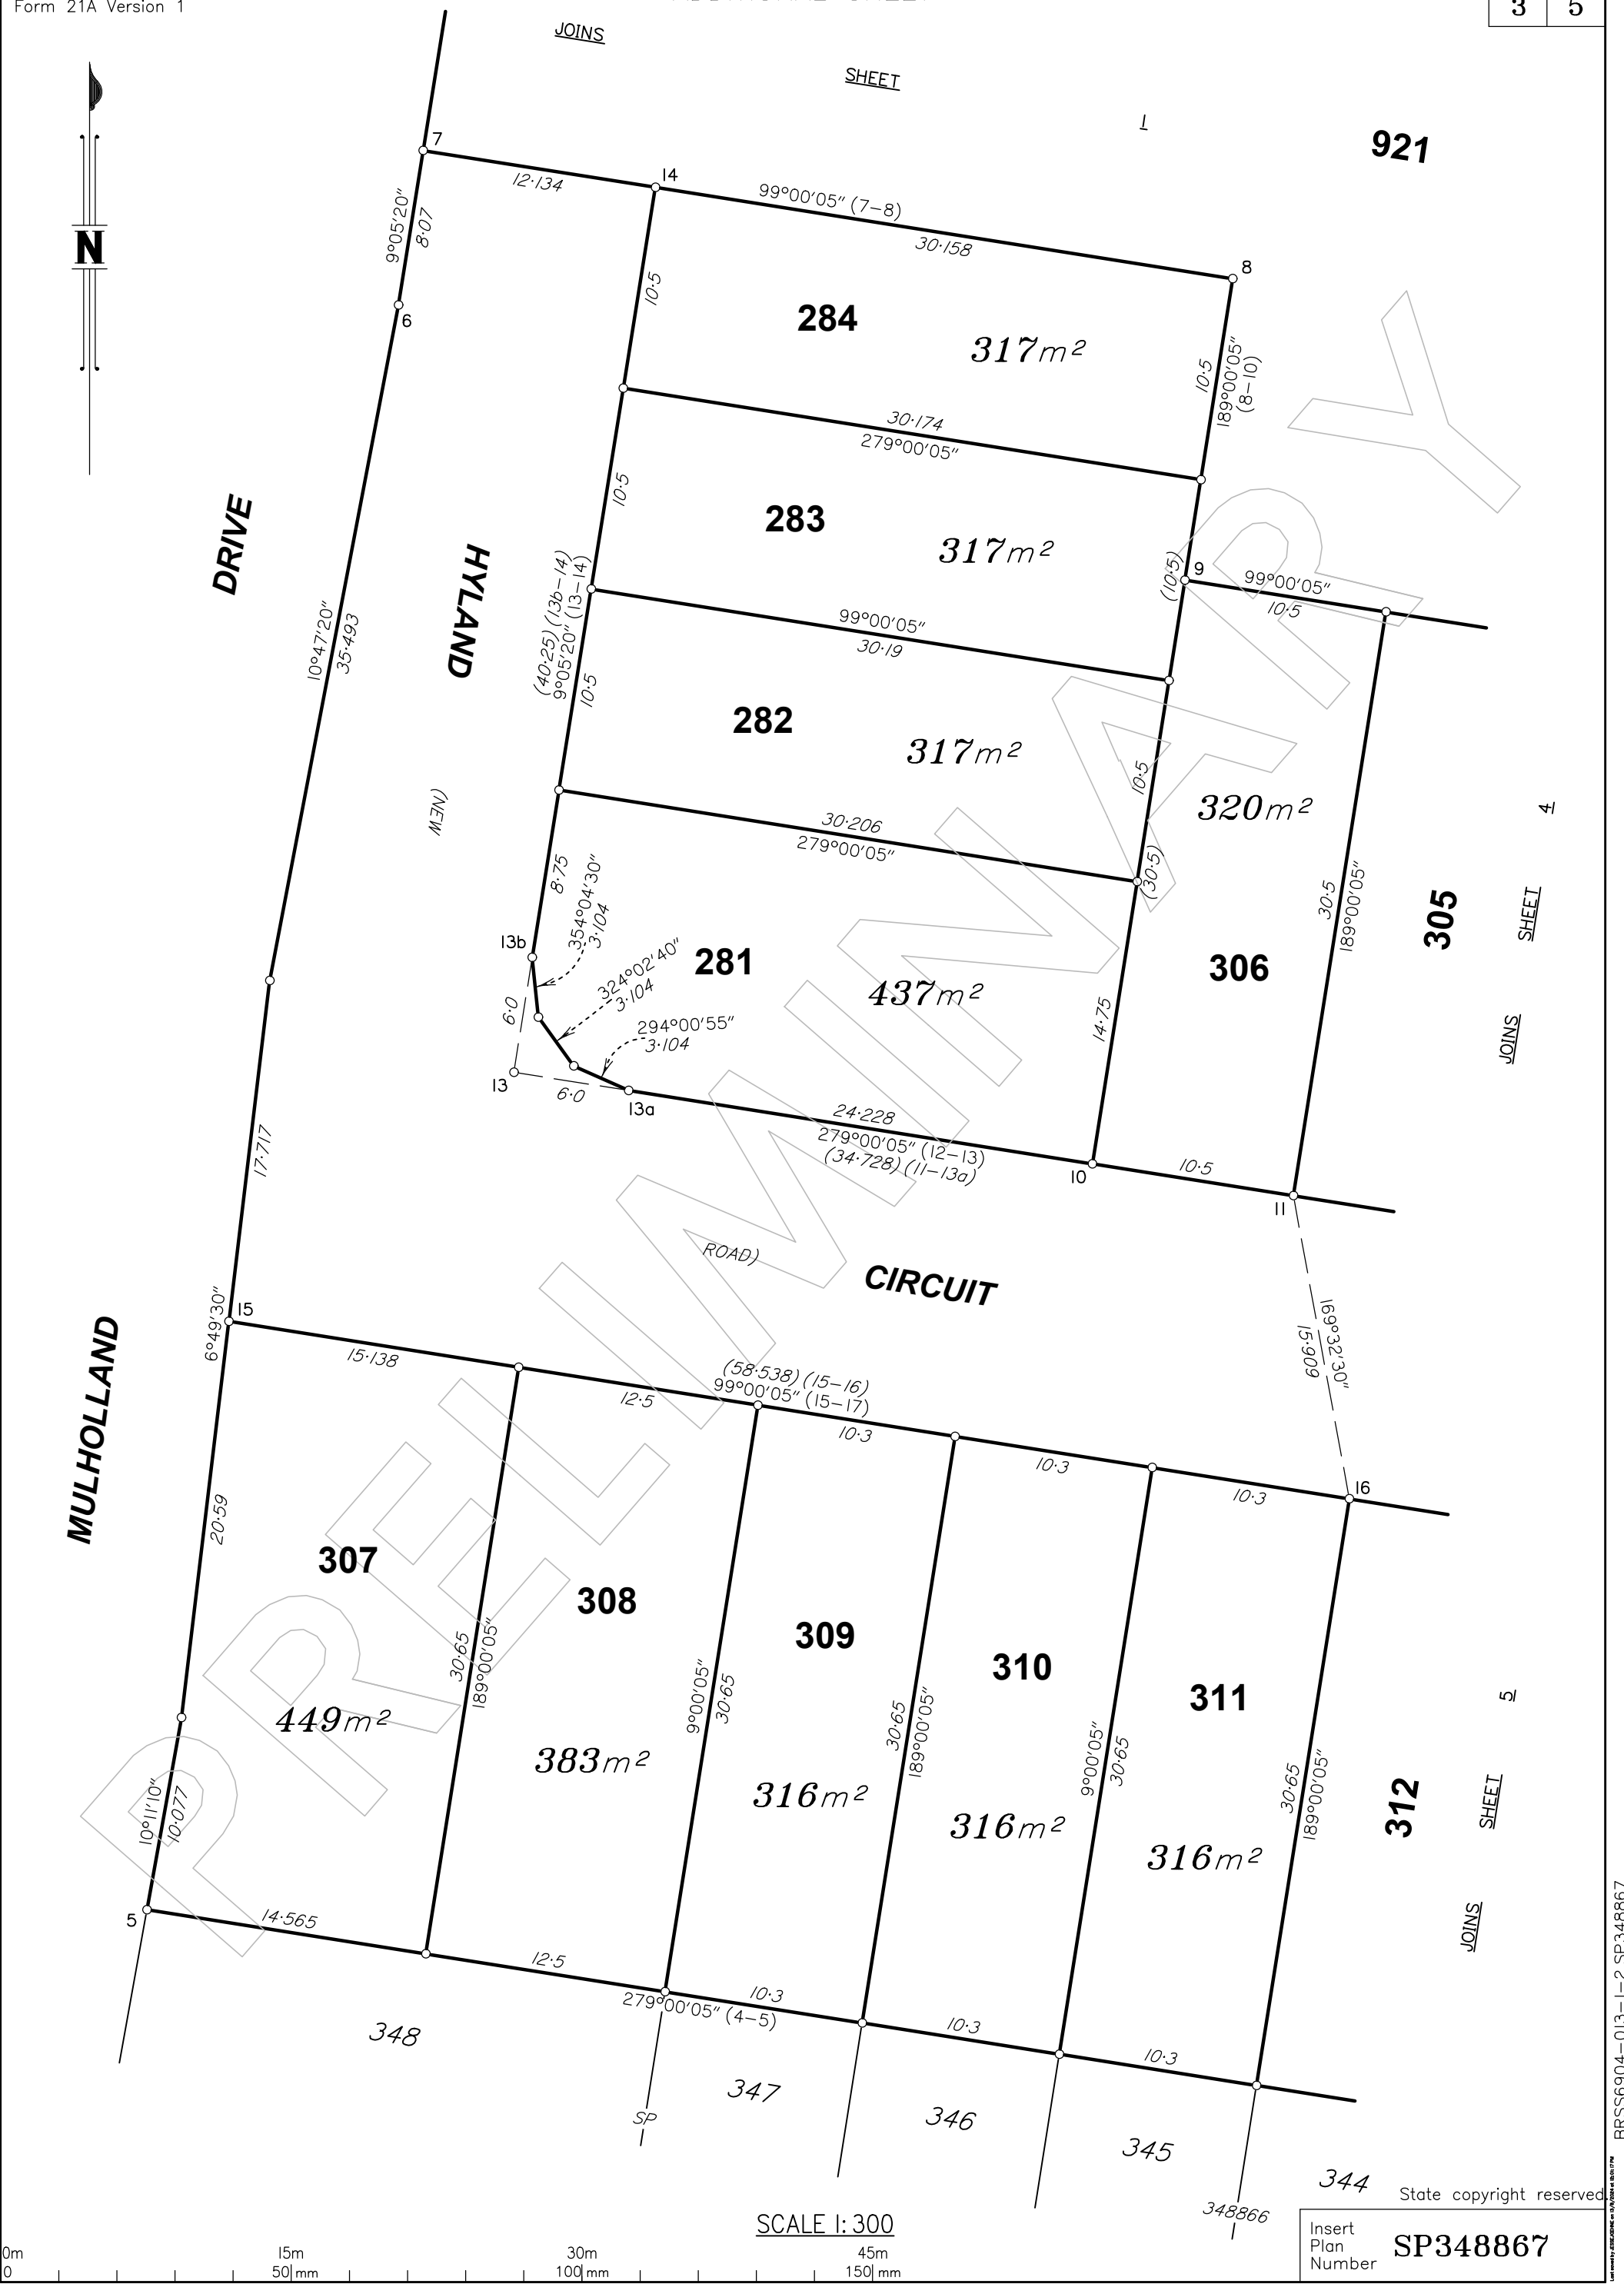 Form 21A Version 1
3 5
JOINS
SHEET
1
921
N
7
12·134
14
99°00'05" (7–8)
30·158
8
9°05'20"
8·07
6
10·5
284
317m²
10·5
189°00'05"
(8–10)
30·174
279°00'05"
DRIVE
HYLAND
10·5
283
317m²
(10·5)
9
99°00'05"
10·5
(40·25) (13b–14)
9°05'20" (13–14)
99°00'05"
30·19
10°47'20"
35·493
10·5
282
317m²
10·5
320m²
4
(NEW
30·206
279°00'05"
(30·5)
30·5
189°00'05"
305
SHEET
8·75
354°04'30"
3·104
13b
324°02'40"
3·104
281
437m²
306
6·0
294°00'55"
3·104
14·75
JOINS
13
6·0
13a
24·228
279°00'05" (12–13)
(34·728) (11–13a)
10
10·5
11
17·717
ROAD)
CIRCUIT
169°32'30"
15·909
6°49'30"
15
15·138
(58·538) (15–16)
99°00'05" (15–17)
12·5
10·3
10·3
10·3
16
MULHOLLAND
20·59
307
308
309
310
311
30·65
189°00'05"
9°00'05"
30·65
30·65
189°00'05"
9°00'05"
30·65
30·65
189°00'05"
449m²
383m²
316m²
316m²
316m²
312
5
SHEET
JOINS
10°11'10"
10·077
5
14·565
12·5
279°00'05" (4–5)
10·3
10·3
10·3
348
347
346
345
344
SP
348866
PRELIMINARY
State copyright reserved.
SCALE 1:300
Insert
Plan
Number
SP348867
0m 15m 30m 45m
0 50 mm 100 mm 150 mm
BRSS6904-013-1-2 SP348867